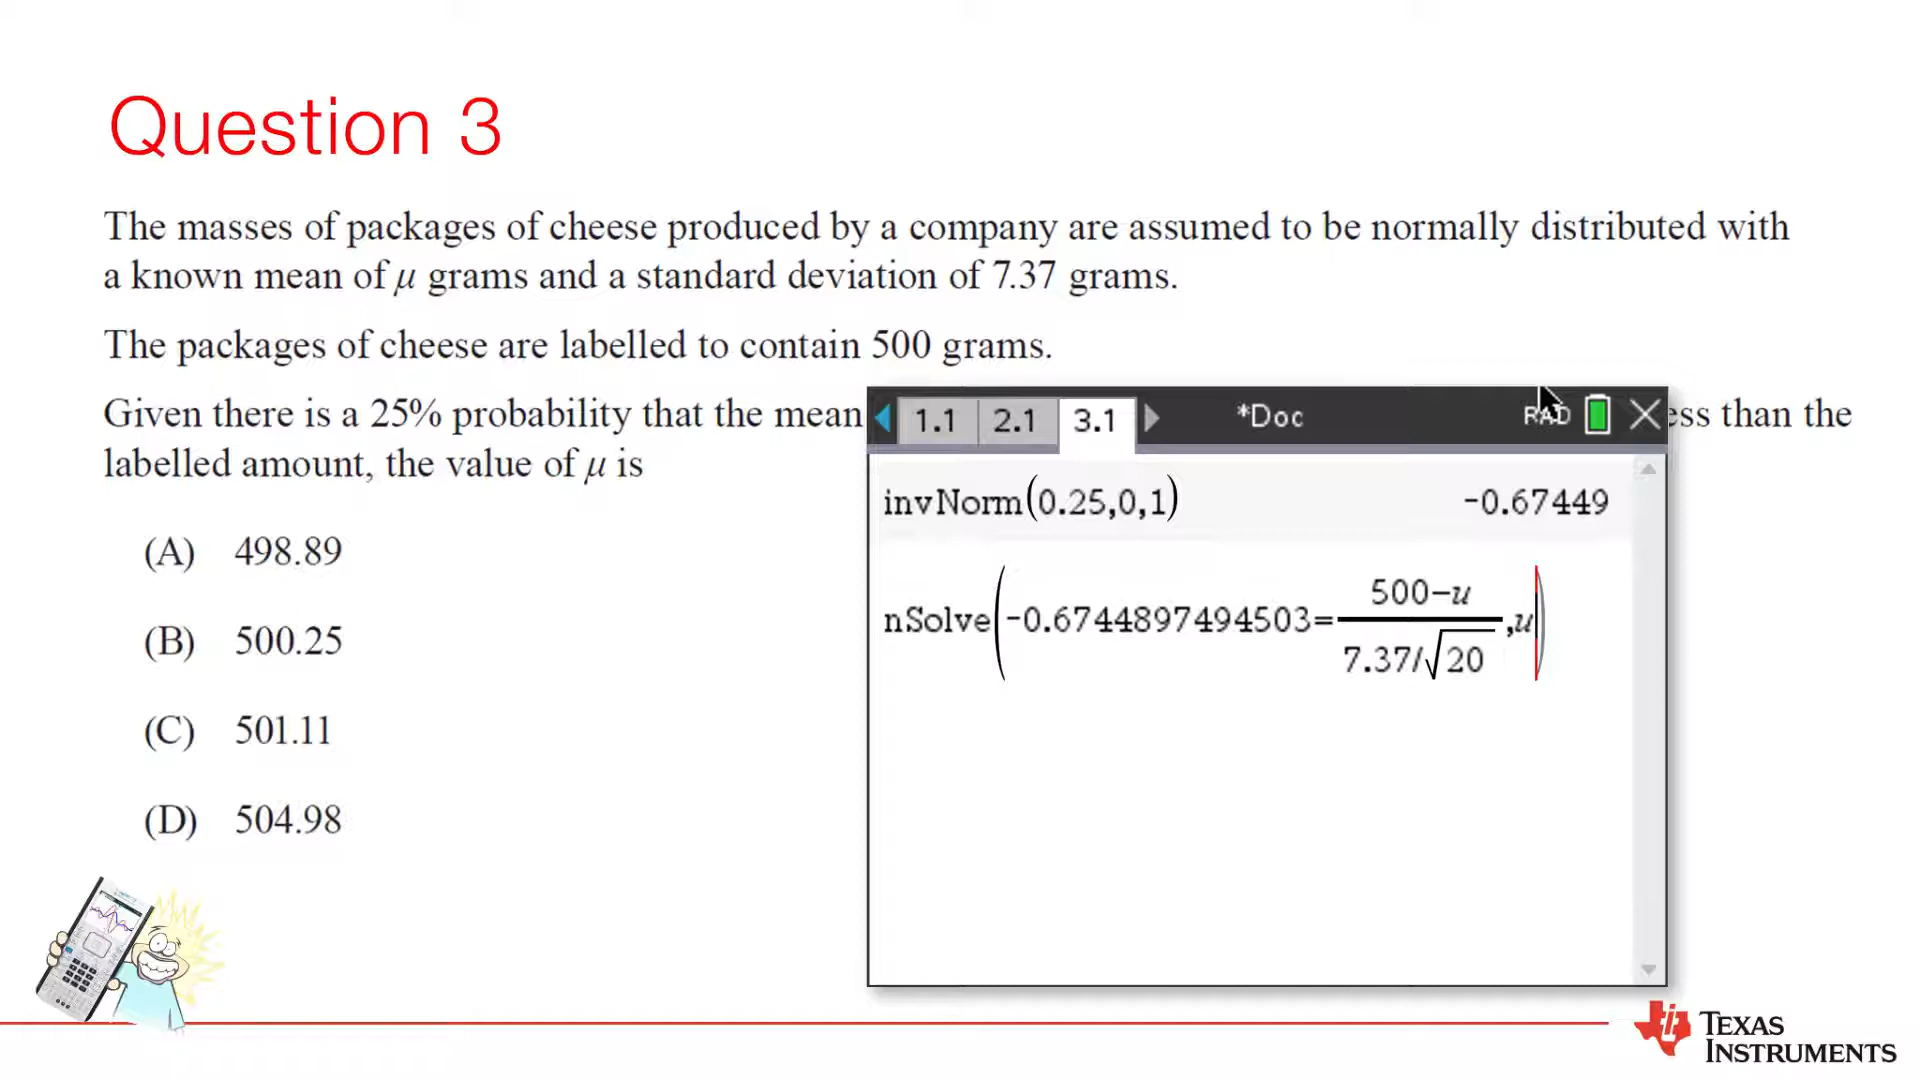 Question 3
The masses of packages of cheese produced by a company are assumed to be normally distributed with
a known mean of μ grams and a standard deviation of 7.37 grams.
The packages of cheese are labelled to contain 500 grams.
Given there is a 25% probability that the mean
ess than the
labelled amount, the value of μ is
(A) 498.89
(B) 500.25
(C) 501.11
(D) 504.98
1.1 2.1 3.1 *Doc RAD
invNorm(0.25,0,1) -0.67449
nSolve(-0.6744897494503=(500-u)/(7.37/√20),u)
TEXAS
INSTRUMENTS